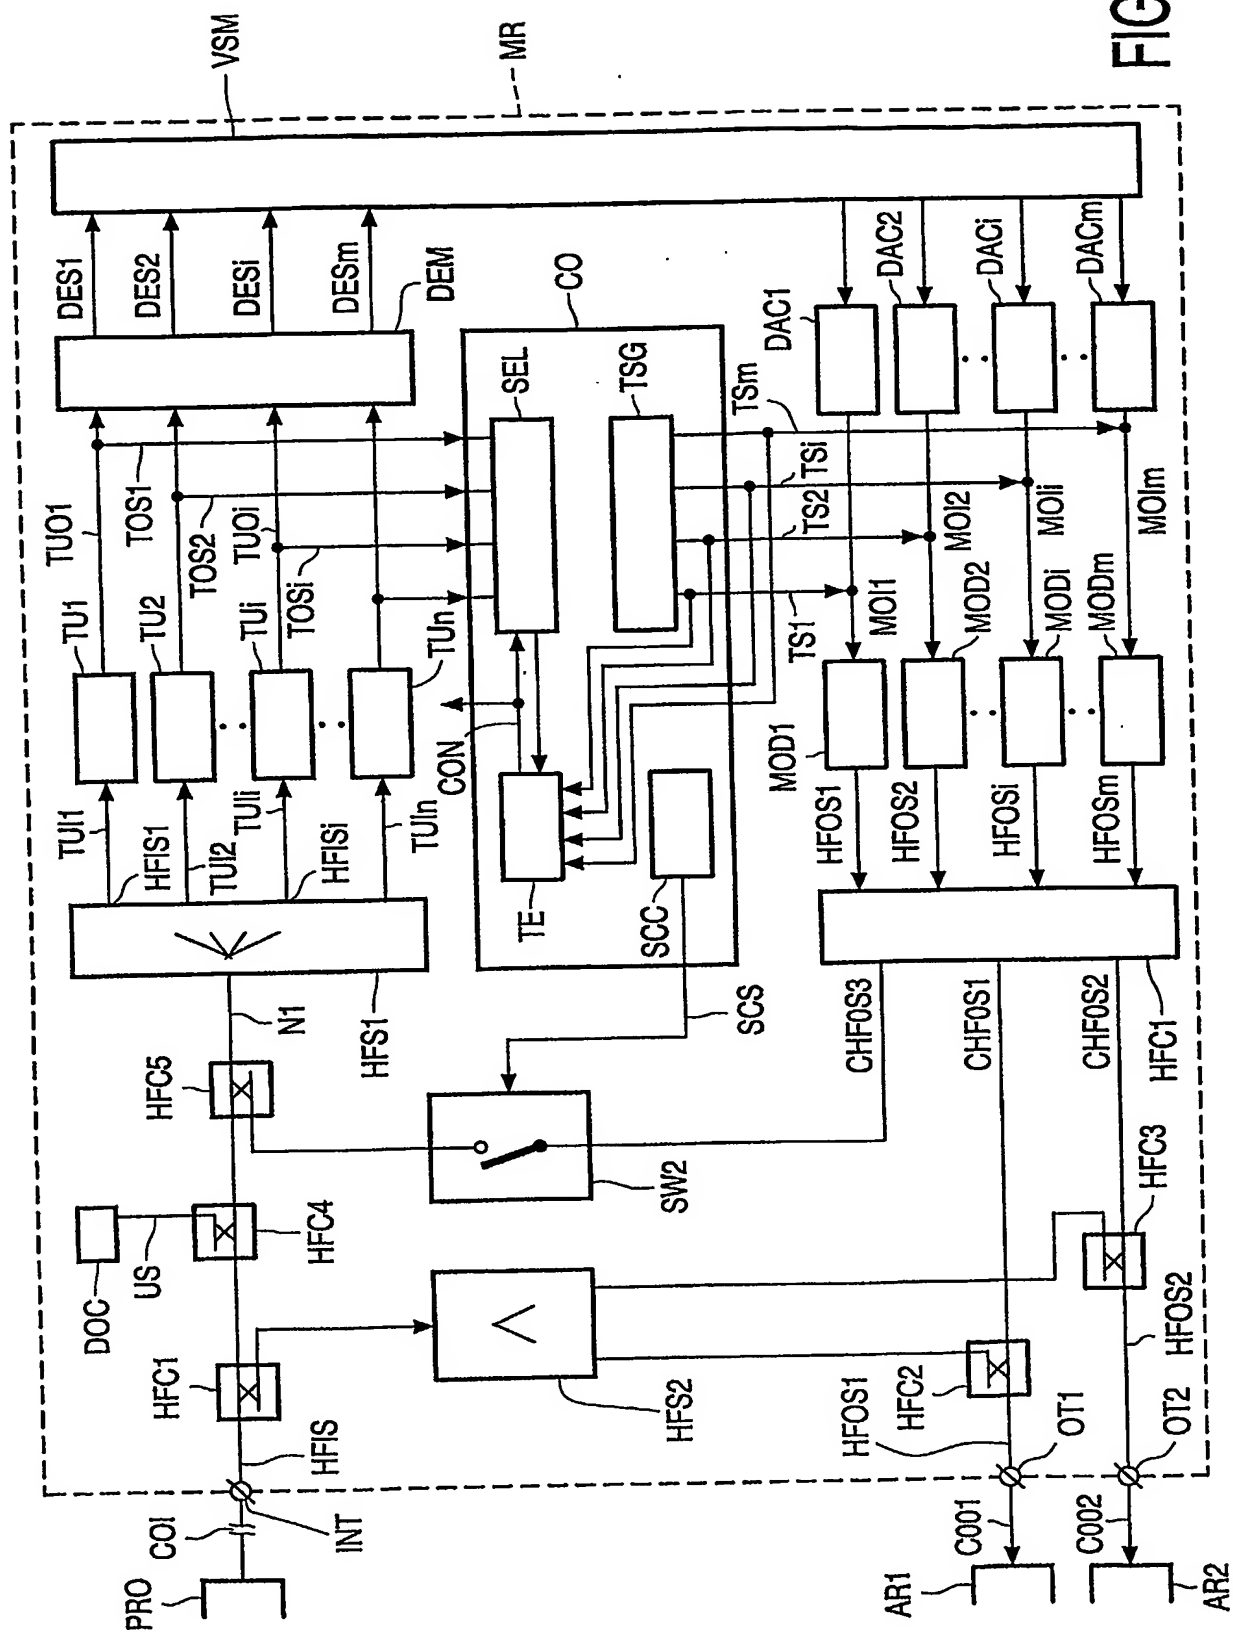 FIG
VSM
MR
DES1
DES2
DESi
DESm
DEM
CO
DAC1
DAC2
DACi
DACm
SEL
TSG
TSm
TSi
TS2
TS1
TUO1
TOS1
TOS2
TUOi
TOSi
TU1
TU2
TUi
TUn
MOI1
MOI2
MOIi
MOIm
MOD1
MOD2
MODi
MODm
CON
TE
SCC
TUI1
HFIS1
TUI2
TUIi
HFISi
TUIn
HFOS1
HFOS2
HFOSi
HFOSm
N1
HFS1
SCS
CHFOS3
CHFOS1
CHFOS2
HFC1
HFC5
SW2
HFC3
DOC
US
HFC4
HFC1
HFS2
HFC2
HFOS1
HFOS2
HFIS
OT1
OT2
COI
INT
COO1
COO2
PRO
AR1
AR2